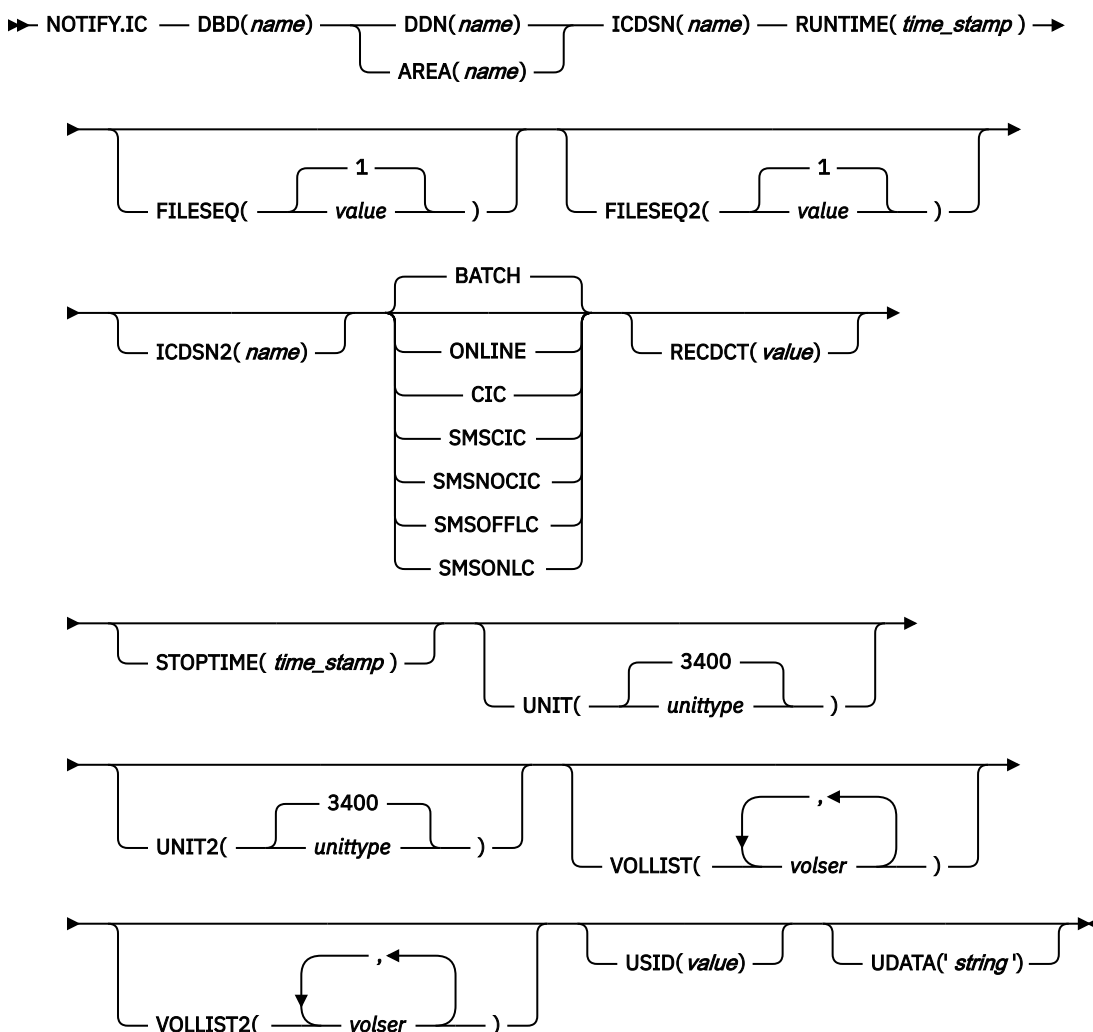 NOTIFY.IC DBD(name) DDN(name) ICDSN(name) RUNTIME( time_stamp )
AREA( name)
1 1
FILESEQ( value ) FILESEQ2( value )
BATCH
ICDSN2( name) ONLINE RECDCT( value)
CIC
SMSCIC
SMSNOCIC
SMSOFFLC
SMSONLC
STOPTIME( time_stamp ) 3400
UNIT( unittype )
3400 ,
UNIT2( unittype ) VOLLIST( volser )
, USID( value) UDATA(' string ')
VOLLIST2( volser )